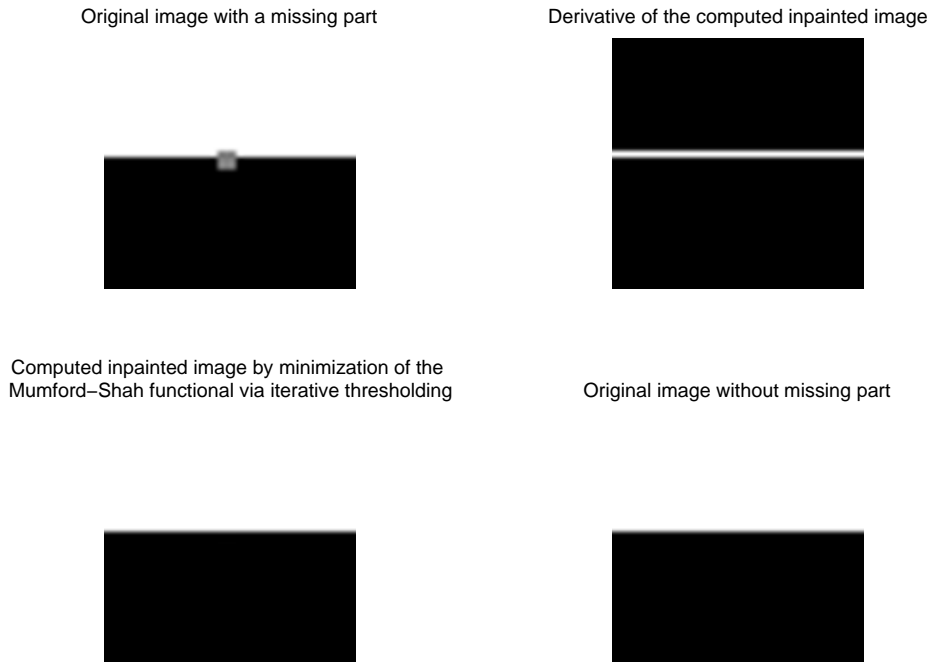 Original image with a missing part
Derivative of the computed inpainted image
Computed inpainted image by minimization of the
Mumford−Shah functional via iterative thresholding
Original image without missing part